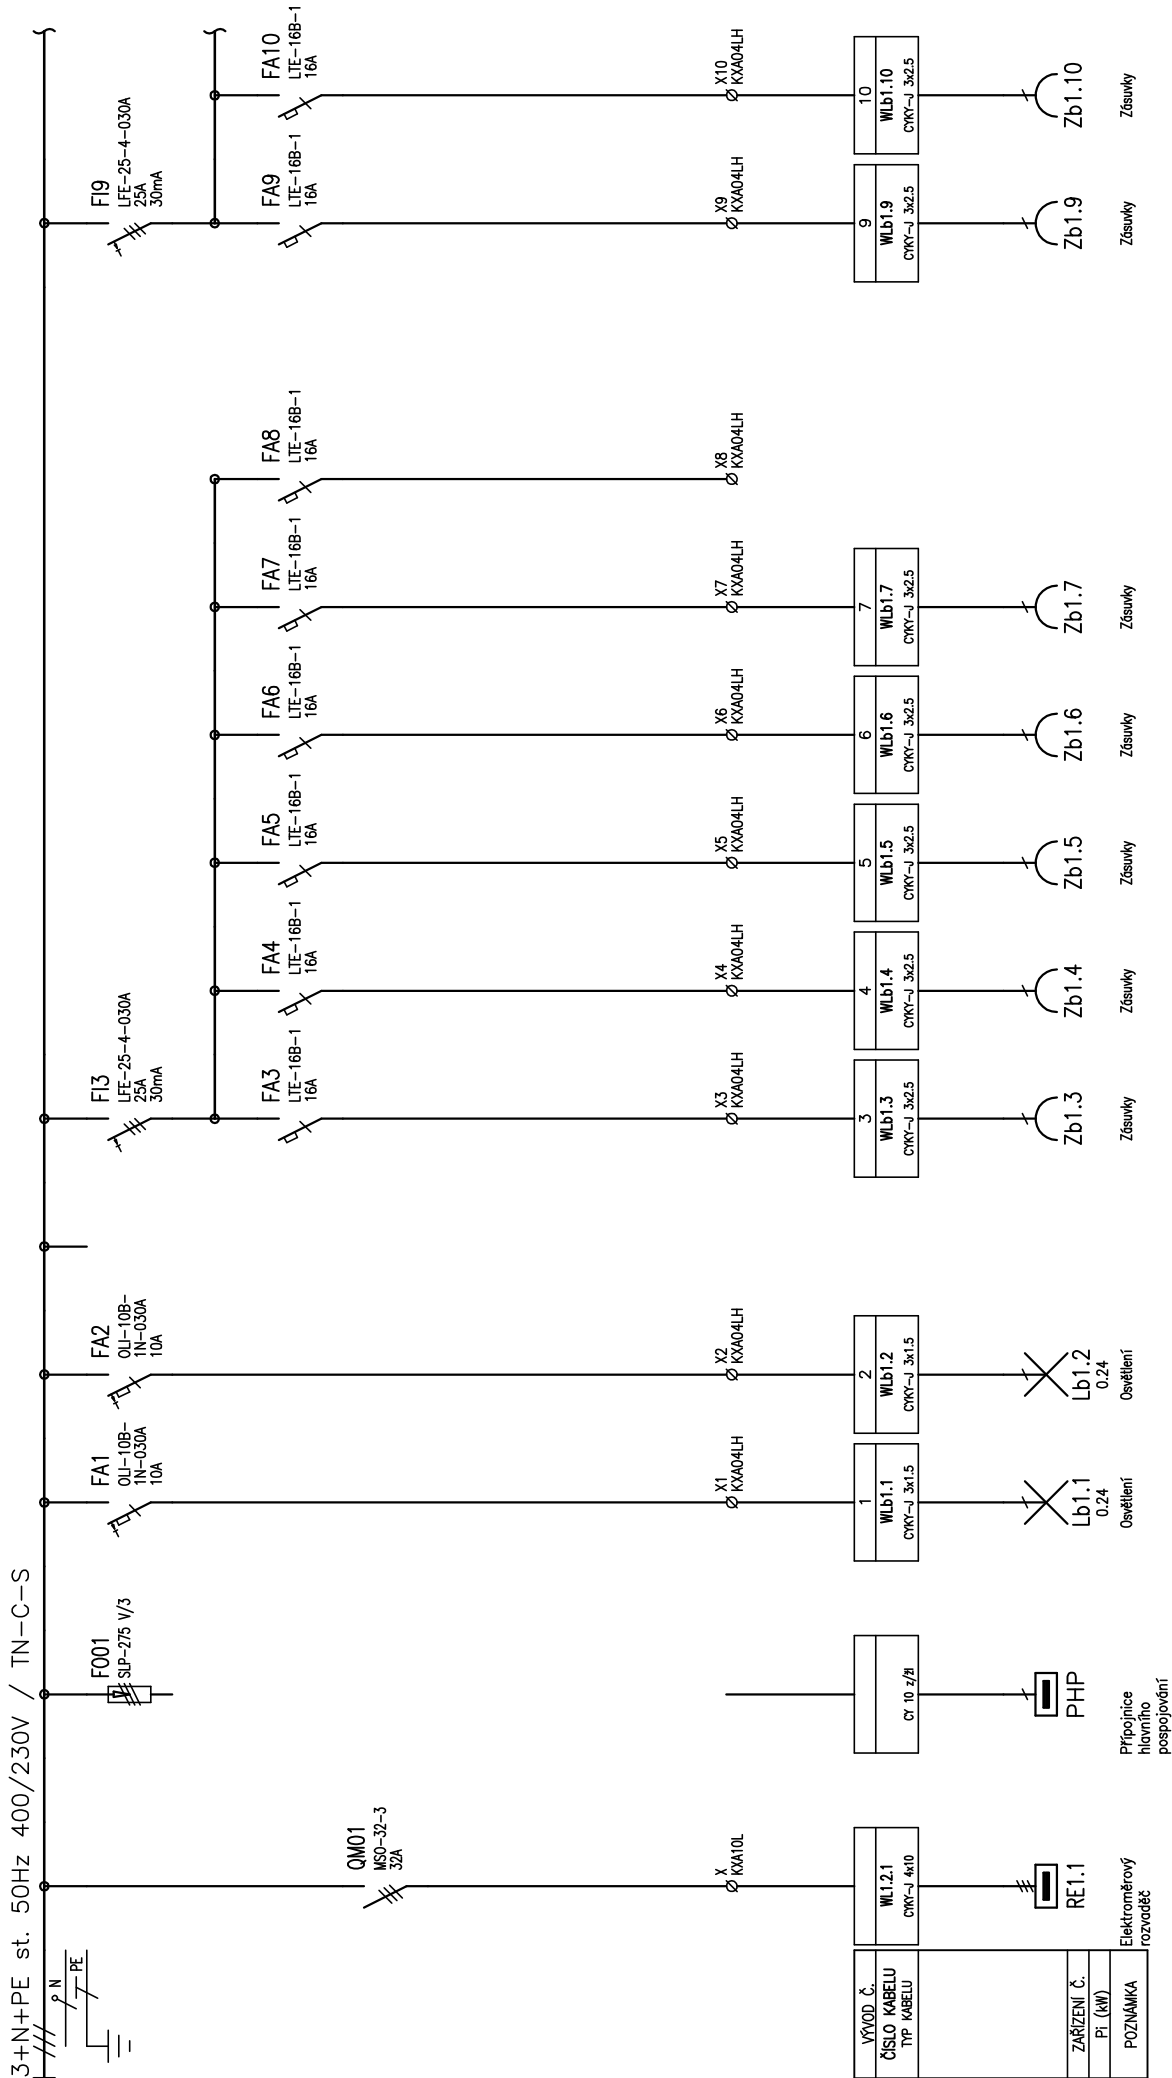 3+N+PE st. 50Hz 400/230V / TN-C-S
N
PE
QM01
MSO-32-3
32A
X
KXA10L
WL1.2.1
CYKY-J 4x10
RE1.1
Elektroměrový
rozvaděč
F001
SLP-275 V/3
CY 10 z/žl
PHP
Přípojnice
hlavního
pospojování
FA1
OLI-10B-
1N-030A
10A
X1
KXA04LH
1
WLb1.1
CYKY-J 3x1.5
Lb1.1
0.24
Osvětlení
FA2
OLI-10B-
1N-030A
10A
X2
KXA04LH
2
WLb1.2
CYKY-J 3x1.5
Lb1.2
0.24
Osvětlení
FI3
LFE-25-4-030A
25A
30mA
FA3
LTE-16B-1
16A
X3
KXA04LH
3
WLb1.3
CYKY-J 3x2.5
Zb1.3
Zásuvky
FA4
LTE-16B-1
16A
X4
KXA04LH
4
WLb1.4
CYKY-J 3x2.5
Zb1.4
Zásuvky
FA5
LTE-16B-1
16A
X5
KXA04LH
5
WLb1.5
CYKY-J 3x2.5
Zb1.5
Zásuvky
FA6
LTE-16B-1
16A
X6
KXA04LH
6
WLb1.6
CYKY-J 3x2.5
Zb1.6
Zásuvky
FA7
LTE-16B-1
16A
X7
KXA04LH
7
WLb1.7
CYKY-J 3x2.5
Zb1.7
Zásuvky
FA8
LTE-16B-1
16A
X8
KXA04LH
FI9
LFE-25-4-030A
25A
30mA
FA9
LTE-16B-1
16A
X9
KXA04LH
9
WLb1.9
CYKY-J 3x2.5
Zb1.9
Zásuvky
FA10
LTE-16B-1
16A
X10
KXA04LH
10
WLb1.10
CYKY-J 3x2.5
Zb1.10
Zásuvky
VÝVOD Č.
ČÍSLO KABELU
TYP KABELU
ZAŘÍZENÍ Č.
Pi (kW)
POZNÁMKA